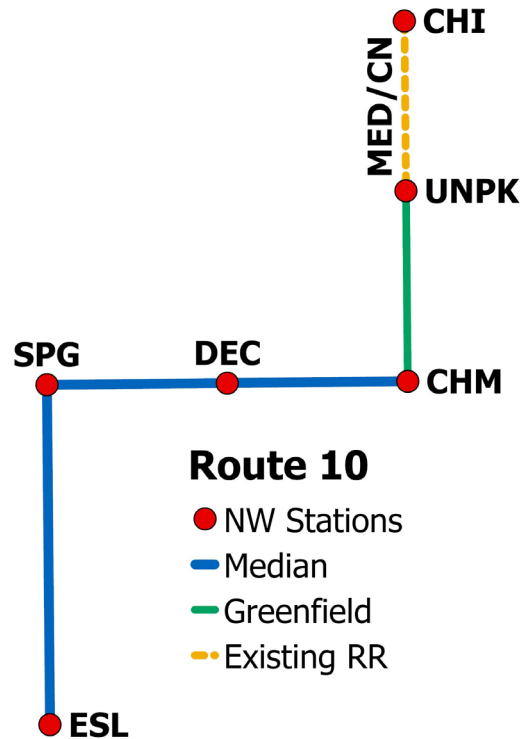 CHI
MED/CN
UNPK
SPG
DEC
CHM
Route 10
NW Stations
Median
Greenfield
Existing RR
ESL